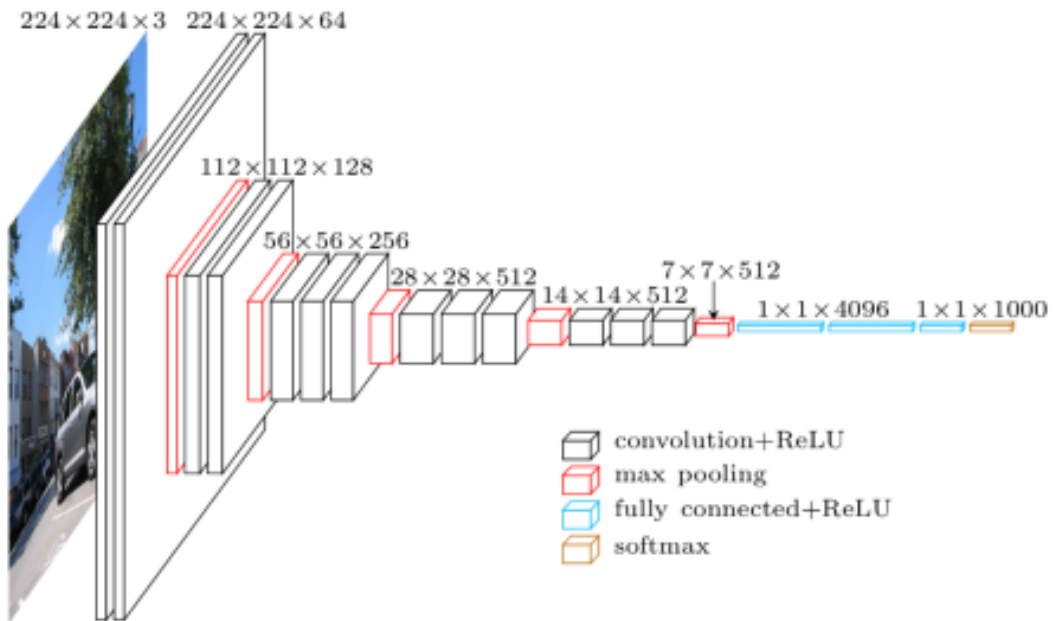 224×224×3
224×224×64
112×112×128
56×56×256
28×28×512
14×14×512
7×7×512
1×1×4096
1×1×1000
convolution+ReLU
max pooling
fully connected+ReLU
softmax